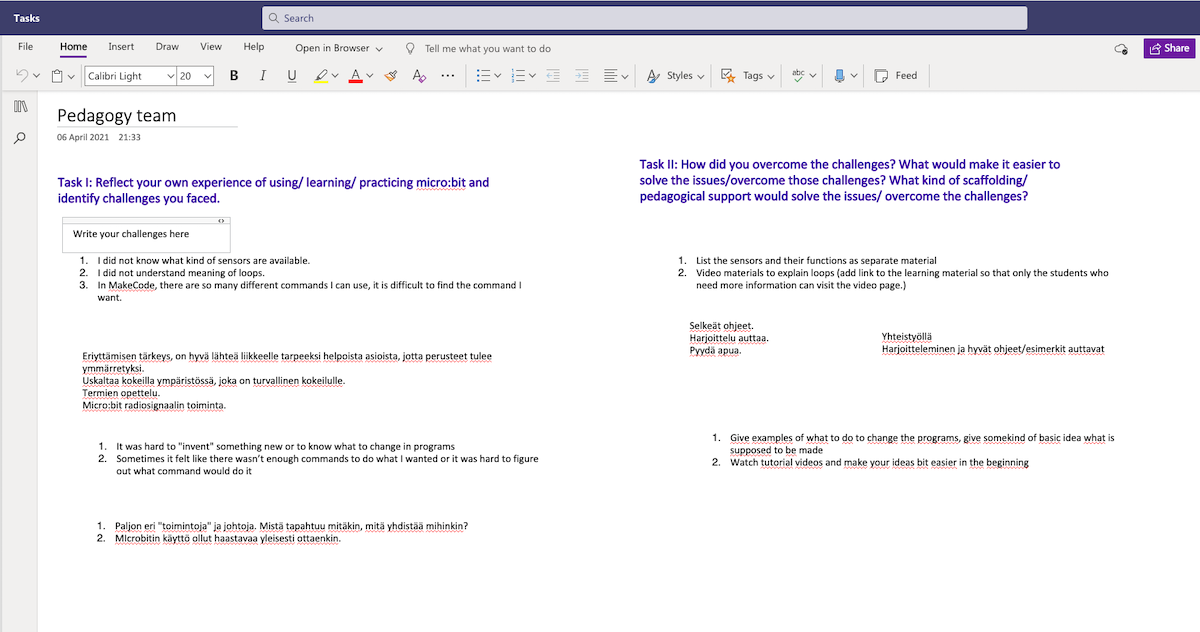 Tasks
Search
File Home Insert Draw View Help Open in Browser Tell me what you want to do Share
Calibri Light 20 B I U A A ... Styles Tags abc Feed
Pedagogy team
06 April 2021 21:33
Task I: Reflect your own experience of using/ learning/ practicing micro:bit and
identify challenges you faced.
Write your challenges here
1. I did not know what kind of sensors are available.
2. I did not understand meaning of loops.
3. In MakeCode, there are so many different commands I can use, it is difficult to find the command I
want.
Eriyttämisen tärkeys, on hyvä lähteä liikkeelle tarpeeksi helpoista asioista, jotta perusteet tulee
ymmärretyksi.
Uskaltaa kokeilla ympäristössä, joka on turvallinen kokeilulle.
Termien opettelu.
Micro:bit radiosignaalin toiminta.
1. It was hard to "invent" something new or to know what to change in programs
2. Sometimes it felt like there wasn't enough commands to do what I wanted or it was hard to figure
out what command would do it
1. Paljon eri "toimintoja" ja johtoja. Mistä tapahtuu mitäkin, mitä yhdistää mihinkin?
2. MIcrobitin käyttö ollut haastavaa yleisesti ottaenkin.
Task II: How did you overcome the challenges? What would make it easier to
solve the issues/overcome those challenges? What kind of scaffolding/
pedagogical support would solve the issues/ overcome the challenges?
1. List the sensors and their functions as separate material
2. Video materials to explain loops (add link to the learning material so that only the students who
need more information can visit the video page.)
Selkeät ohjeet.
Harjoittelu auttaa.
Pyydä apua.
Yhteistyöllä
Harjoitteleminen ja hyvät ohjeet/esimerkit auttavat
1. Give examples of what to do to change the programs, give somekind of basic idea what is
supposed to be made
2. Watch tutorial videos and make your ideas bit easier in the beginning